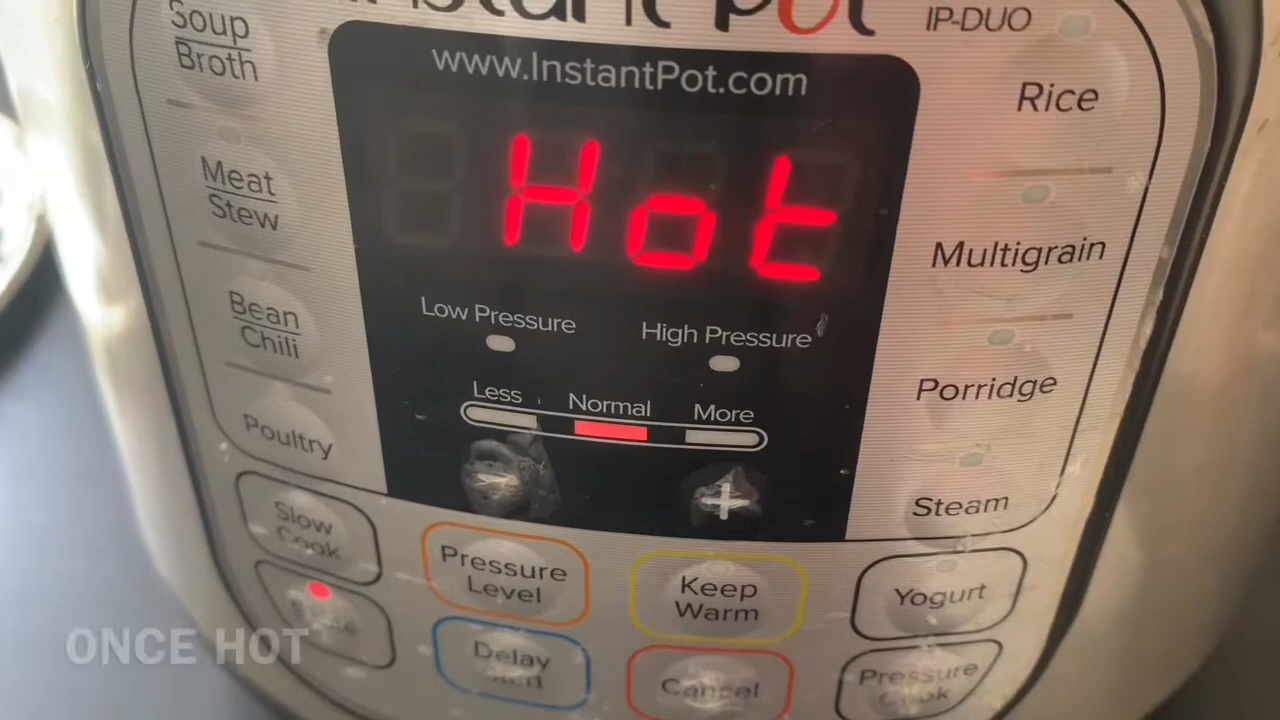 Instant Pot IP-DUO
www.InstantPot.com
Hot
Low Pressure
High Pressure
Less Normal More
Soup
Broth
Meat
Stew
Bean
Chili
Poultry
Rice
Multigrain
Porridge
Steam
Slow
Cook
Pressure
Level
Keep
Warm
Yogurt
Delay
Start
Cancel
Pressure
Cook
ONCE HOT